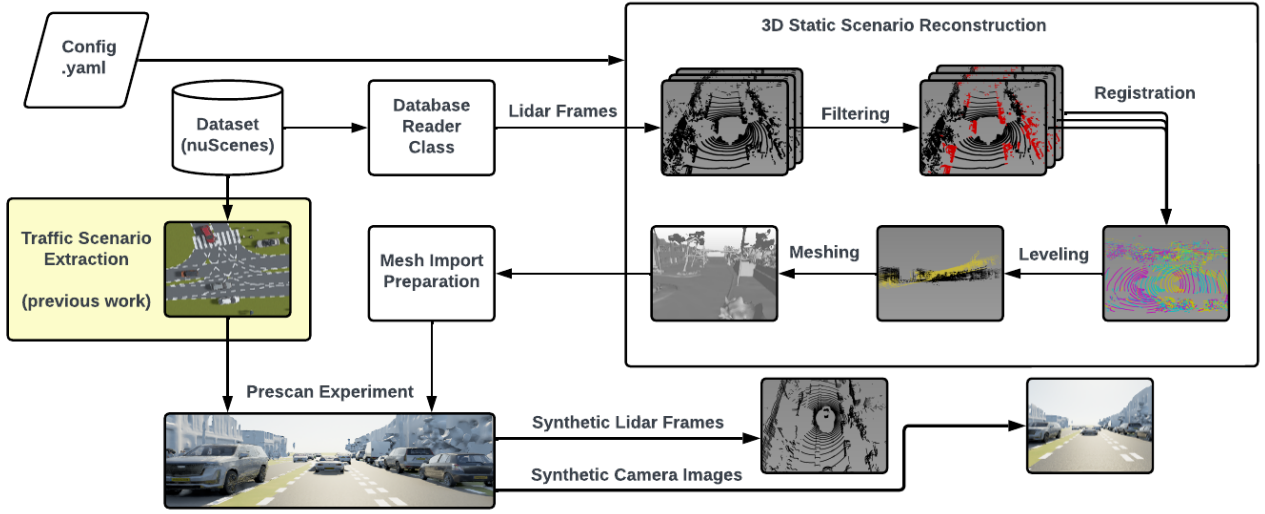 Config
.yaml
3D Static Scenario Reconstruction
Dataset
(nuScenes)
Database
Reader
Class
Lidar Frames
Filtering
Registration
Traffic Scenario
Extraction
(previous work)
Mesh Import
Preparation
Meshing
Leveling
Prescan Experiment
Synthetic Lidar Frames
Synthetic Camera Images